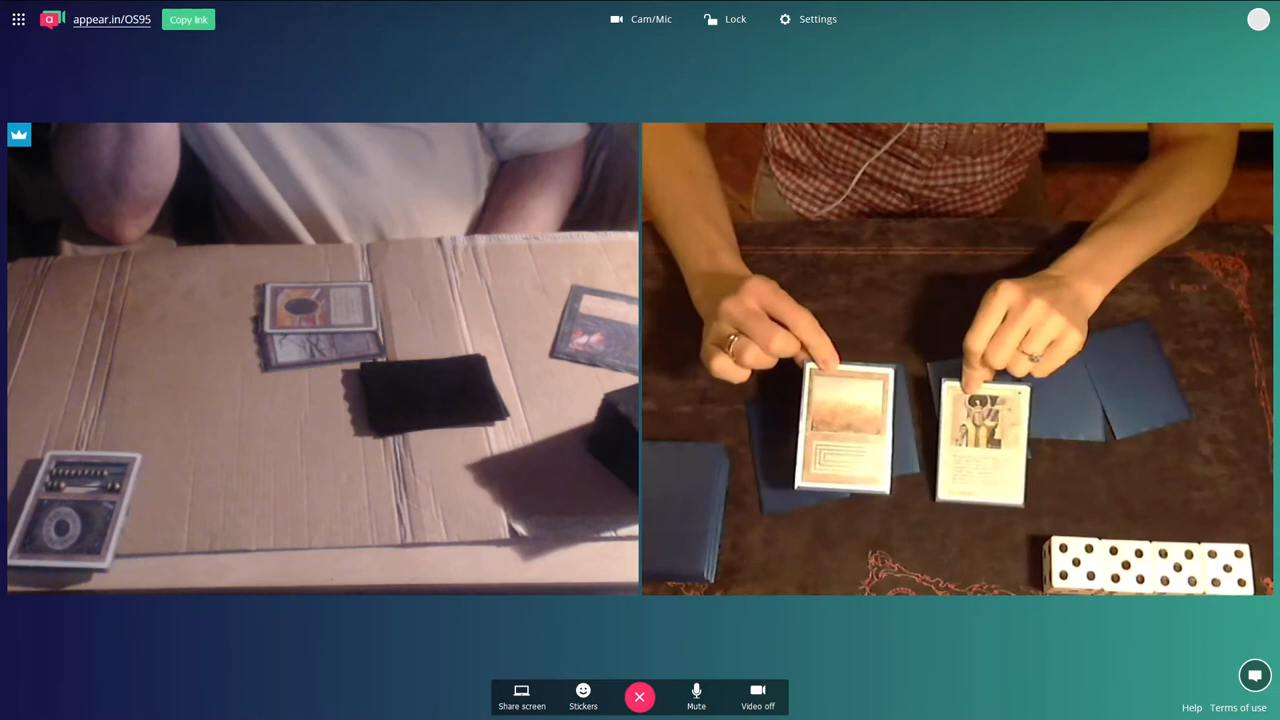 appear.in/OS95
Copy link
Cam/Mic
Lock
Settings
Share screen
Stickers
Mute
Video off
Help
Terms of use